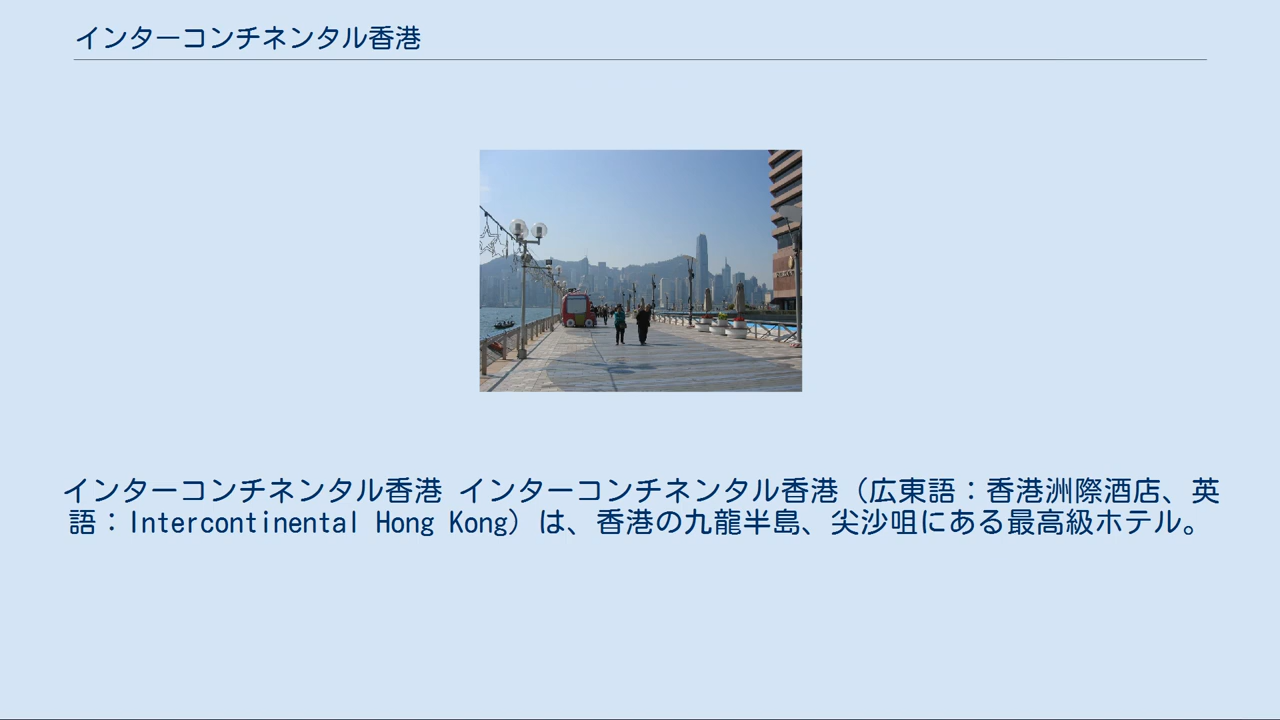 インターコンチネンタル香港
インターコンチネンタル香港 インターコンチネンタル香港（広東語：香港洲際酒店、英
語：Intercontinental Hong Kong）は、香港の九龍半島、尖沙咀にある最高級ホテル。